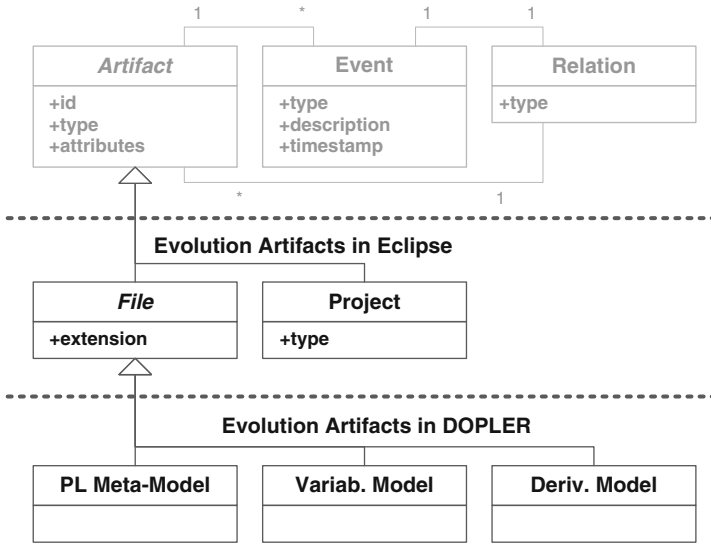 1 * 1 1
Artifact Event Relation
+id +type +type
+type +description
+attributes +timestamp
* 1
Evolution Artifacts in Eclipse
File Project
+extension +type
Evolution Artifacts in DOPLER
PL Meta-Model Variab. Model Deriv. Model